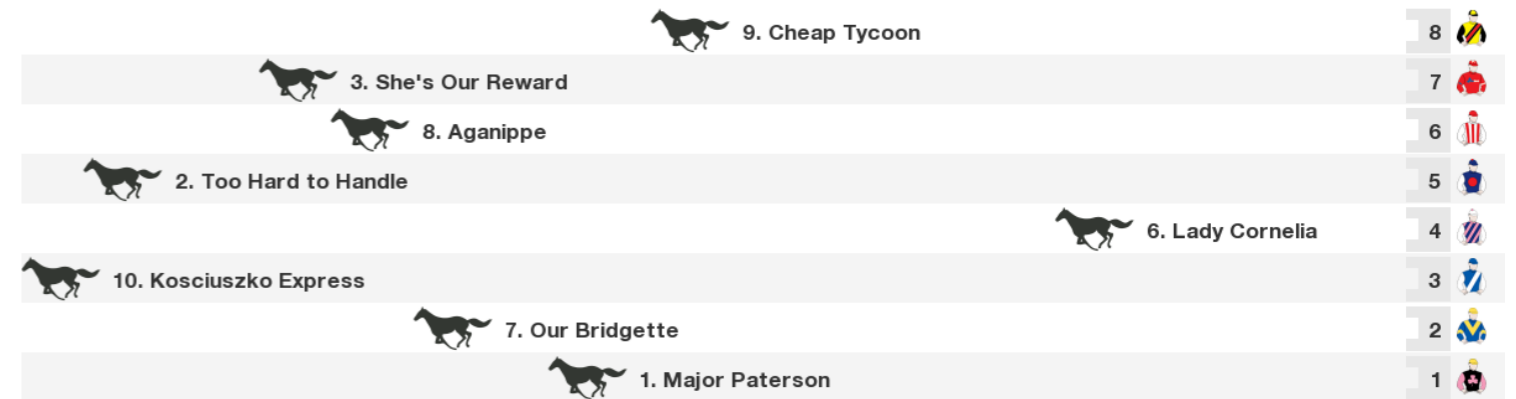 9. Cheap Tycoon 8
3. She's Our Reward 7
8. Aganippe 6
2. Too Hard to Handle 5
6. Lady Cornelia 4
10. Kosciuszko Express 3
7. Our Bridgette 2
1. Major Paterson 1